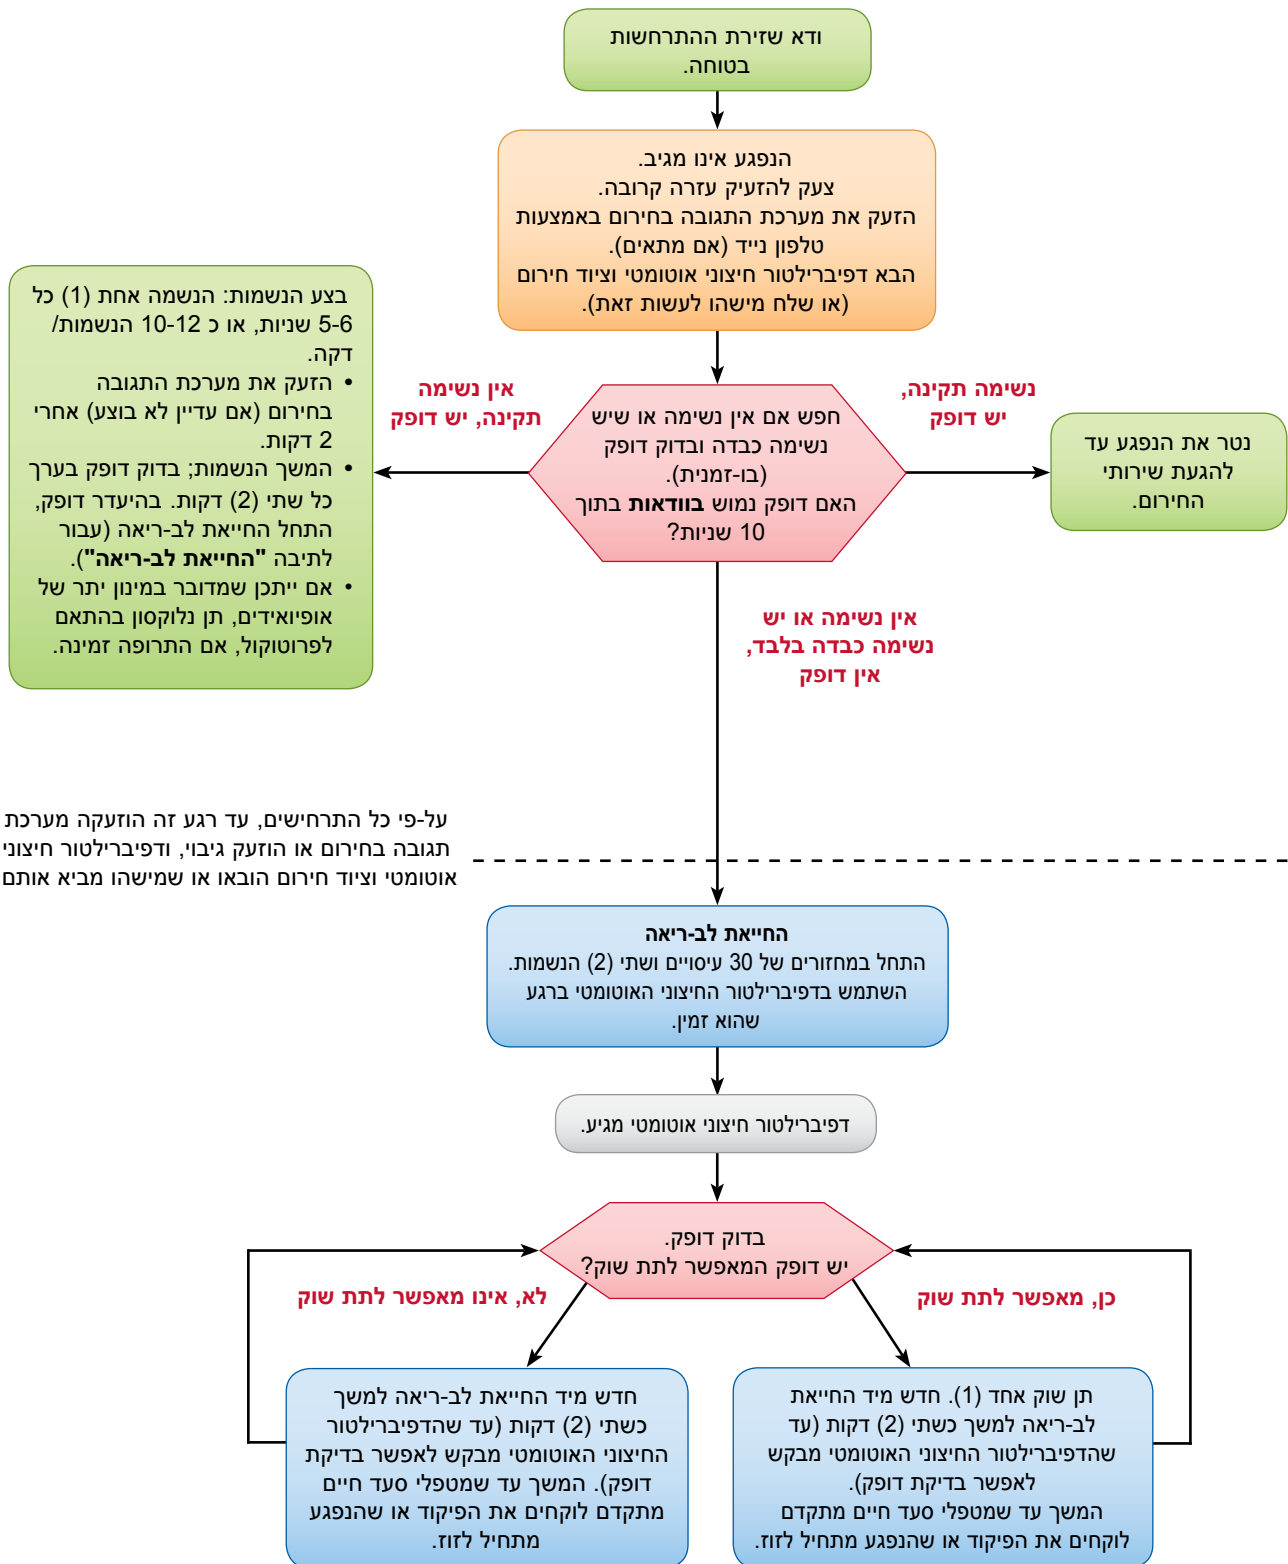 ודא שזירת ההתרחשות
בטוחה.
הנפגע אינו מגיב.
צעק להזעיק עזרה קרובה.
הזעק את מערכת התגובה בחירום באמצעות
טלפון נייד (אם מתאים).
הבא דפיברילטור חיצוני אוטומטי וציוד חירום
(או שלח מישהו לעשות זאת).
נשימה תקינה,
יש דופק
נטר את הנפגע עד
להגעת שירותי
החירום.
חפש אם אין נשימה או שיש
נשימה כבדה ובדוק דופק
(בו-זמנית).
האם דופק נמוש בוודאות בתוך
10 שניות?
אין נשימה
תקינה, יש דופק
בצע הנשמות: הנשמה אחת (1) כל
5-6 שניות, או כ 10-12 הנשמות/
דקה.
• הזעק את מערכת התגובה
בחירום (אם עדיין לא בוצע) אחרי
2 דקות.
• המשך הנשמות; בדוק דופק בערך
כל שתי (2) דקות. בהיעדר דופק,
התחל החייאת לב-ריאה (עבור
לתיבה "החייאת לב-ריאה").
• אם ייתכן שמדובר במינון יתר של
אופיואידים, תן נלוקסון בהתאם
לפרוטוקול, אם התרופה זמינה.
אין נשימה או יש
נשימה כבדה בלבד,
אין דופק
על-פי כל התרחישים, עד רגע זה הוזעקה מערכת
תגובה בחירום או הוזעק גיבוי, ודפיברילטור חיצוני
אוטומטי וציוד חירום הובאו או שמישהו מביא אותם
החייאת לב-ריאה
התחל במחזורים של 30 עיסויים ושתי (2) הנשמות.
השתמש בדפיברילטור החיצוני האוטומטי ברגע
שהוא זמין.
דפיברילטור חיצוני אוטומטי מגיע.
בדוק דופק.
יש דופק המאפשר לתת שוק?
כן, מאפשר לתת שוק
לא, אינו מאפשר לתת שוק
תן שוק אחד (1). חדש מיד החייאת
לב-ריאה למשך כשתי (2) דקות (עד
שהדפיברילטור החיצוני האוטומטי מבקש
לאפשר בדיקת דופק).
המשך עד שמטפלי סעד חיים מתקדם
לוקחים את הפיקוד או שהנפגע מתחיל לזוז.
חדש מיד החייאת לב-ריאה למשך
כשתי (2) דקות (עד שהדפיברילטור
החיצוני האוטומטי מבקש לאפשר בדיקת
דופק). המשך עד שמטפלי סעד חיים
מתקדם לוקחים את הפיקוד או שהנפגע
מתחיל לזוז.